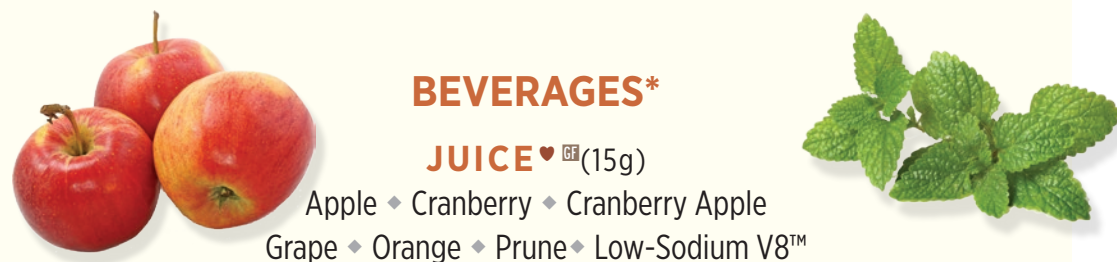 BEVERAGES*
JUICE♥ GF(15g)
Apple ◆ Cranberry ◆ Cranberry Apple
Grape ◆ Orange ◆ Prune◆ Low-Sodium V8™